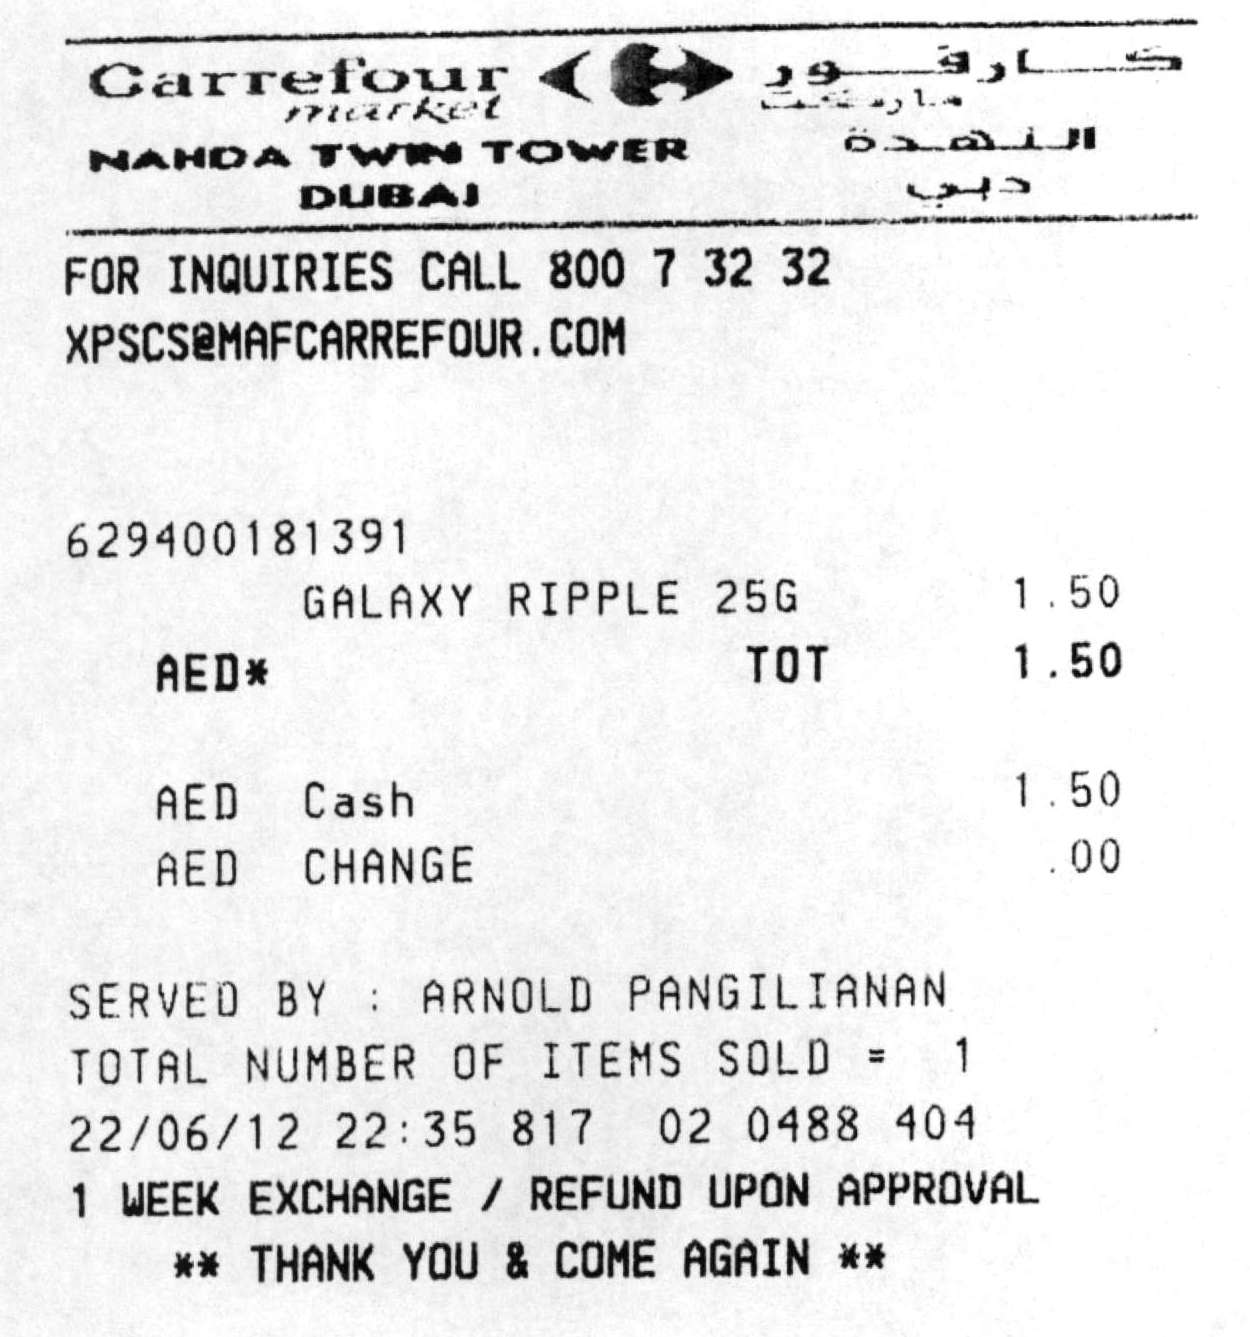 Carrefour كارفور
market ماركت
NAHDA TWIN TOWER النهدة
DUBAI دبي
FOR INQUIRIES CALL 800 7 32 32
XPSCS@MAFCARREFOUR.COM
629400181391
GALAXY RIPPLE 25G 1.50
AED* TOT 1.50
AED Cash 1.50
AED CHANGE .00
SERVED BY : ARNOLD PANGILIANAN
TOTAL NUMBER OF ITEMS SOLD = 1
22/06/12 22:35 817 02 0488 404
1 WEEK EXCHANGE / REFUND UPON APPROVAL
** THANK YOU & COME AGAIN **